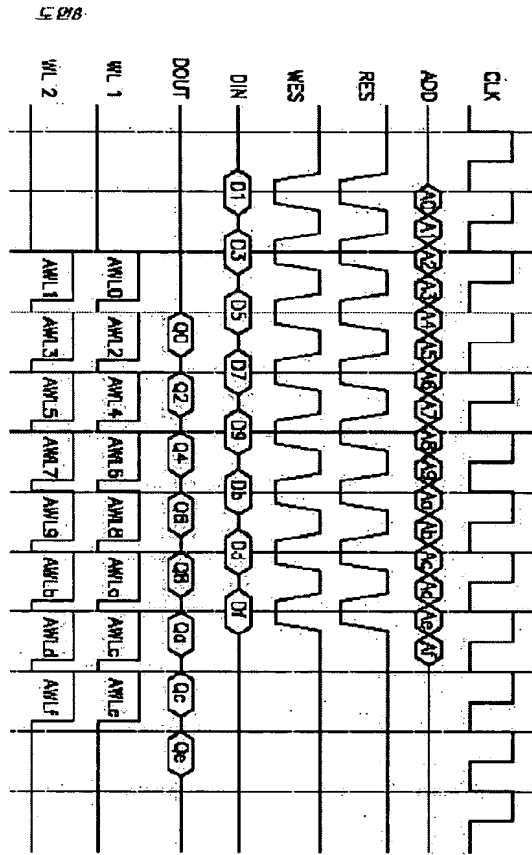 도면8
CLK
ADD A0 A1 A2 A3 A4 A5 A6 A7 A8 A9 Aa Ab Ac Ad Ae Af
RES
WES
DIN D1 D3 D5 D7 D9 Db Dd Df
DOUT Q0 Q2 Q4 Q6 Q8 Qa Qc Qe
WL 1 AWL0 AWL2 AWL4 AWL6 AWL8 AWLa AWLc AWLe
WL 2 AWL1 AWL3 AWL5 AWL7 AWL9 AWLb AWLd AWLf